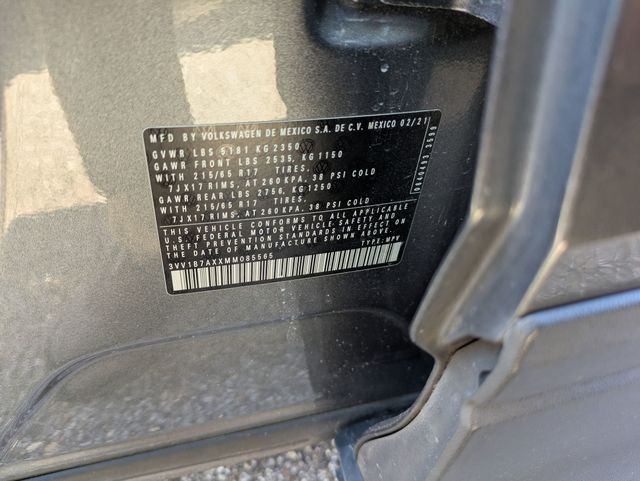 MFD BY VOLKSWAGEN DE MEXICO S.A. DE C.V. MEXICO 02/21
GVWR LBS 5181 KG 2350
GAWR FRONT LBS 2535, KG 1150
WITH 215/65 R17 TIRES.
7JX17 RIMS, AT 260 KPA, 38 PSI COLD
GAWR REAR LBS 2756, KG 1250
WITH 215/65 R17 TIRES.
7JX17 RIMS, AT 260 KPA, 38 PSI COLD
THIS VEHICLE CONFORMS TO ALL APPLICABLE
U.S. FEDERAL MOTOR VEHICLE SAFETY AND
THEFT PREVENTION STANDARDS IN EFFECT ON
THE DATE OF MANUFACTURE SHOWN ABOVE
3VV1B7AXXMM085565 TYPE: MPV